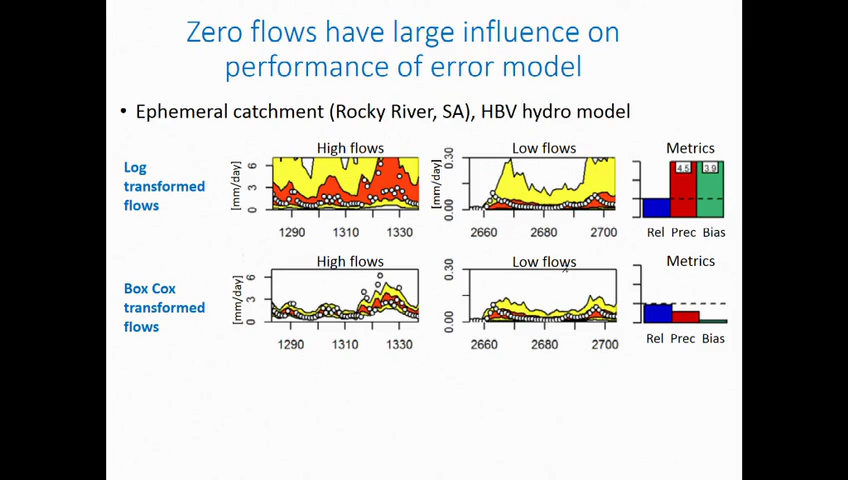 Zero flows have large influence on
performance of error model
• Ephemeral catchment (Rocky River, SA), HBV hydro model
Log
transformed
flows
High flows
[mm/day]
6
3
0
1290 1310 1330
Low flows
[mm/day]
0.30
0.00
2660 2680 2700
Metrics
4.5 3.9
Rel Prec Bias
Box Cox
transformed
flows
High flows
[mm/day]
6
3
0
1290 1310 1330
Low flows
[mm/day]
0.30
0.00
2660 2680 2700
Metrics
Rel Prec Bias